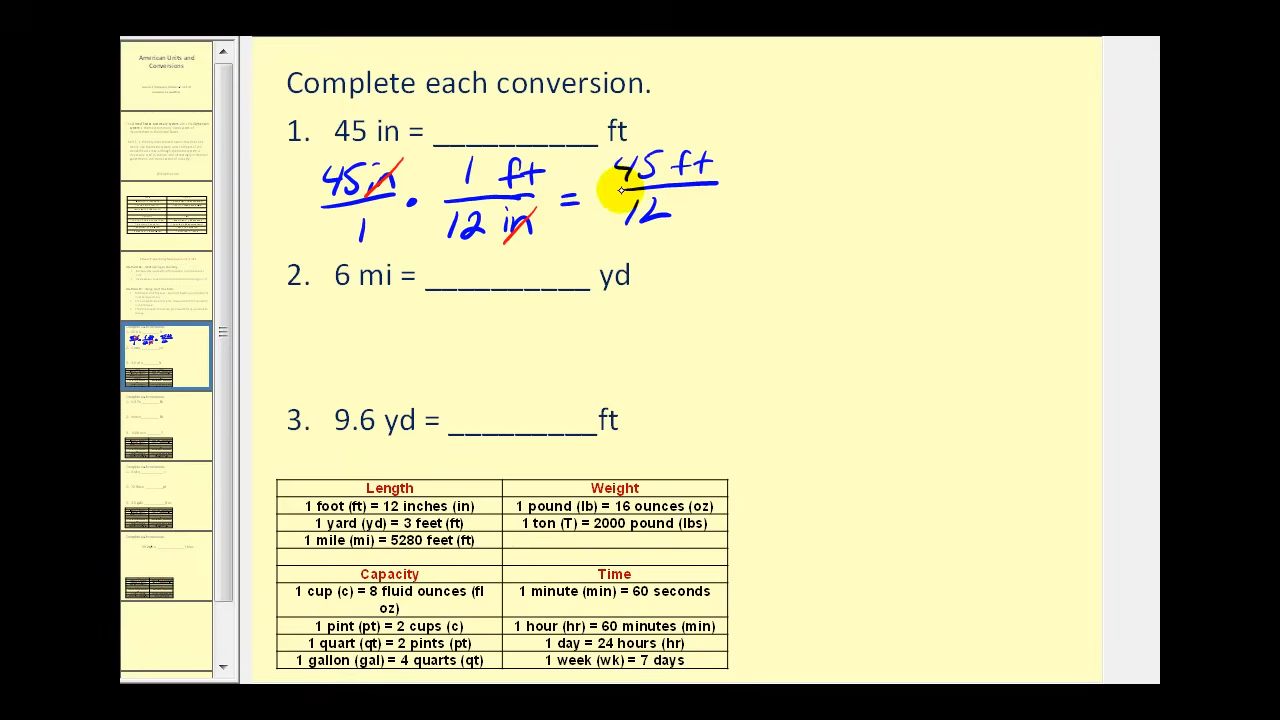 American Units and
Conversions
Complete each conversion.
1. 45 in = __________ ft
45 in / 1 · 1 ft / 12 in = 45 ft / 12
2. 6 mi = __________ yd
3. 9.6 yd = _________ft
Length Weight
1 foot (ft) = 12 inches (in) 1 pound (lb) = 16 ounces (oz)
1 yard (yd) = 3 feet (ft) 1 ton (T) = 2000 pound (lbs)
1 mile (mi) = 5280 feet (ft)
Capacity Time
1 cup (c) = 8 fluid ounces (fl
oz) 1 minute (min) = 60 seconds
1 pint (pt) = 2 cups (c) 1 hour (hr) = 60 minutes (min)
1 quart (qt) = 2 pints (pt) 1 day = 24 hours (hr)
1 gallon (gal) = 4 quarts (qt) 1 week (wk) = 7 days